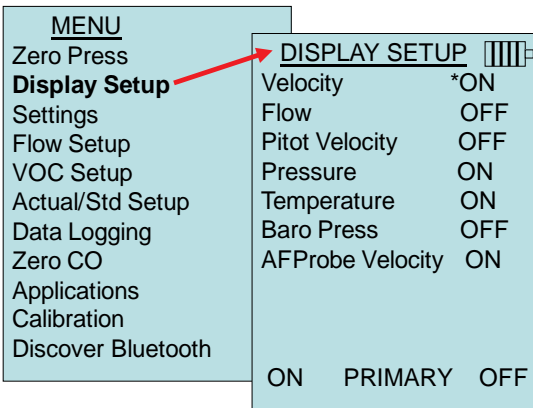 MENU
Zero Press
Display Setup
Settings
Flow Setup
VOC Setup
Actual/Std Setup
Data Logging
Zero CO
Applications
Calibration
Discover Bluetooth
DISPLAY SETUP
Velocity *ON
Flow OFF
Pitot Velocity OFF
Pressure ON
Temperature ON
Baro Press OFF
AFProbe Velocity ON
ON PRIMARY OFF